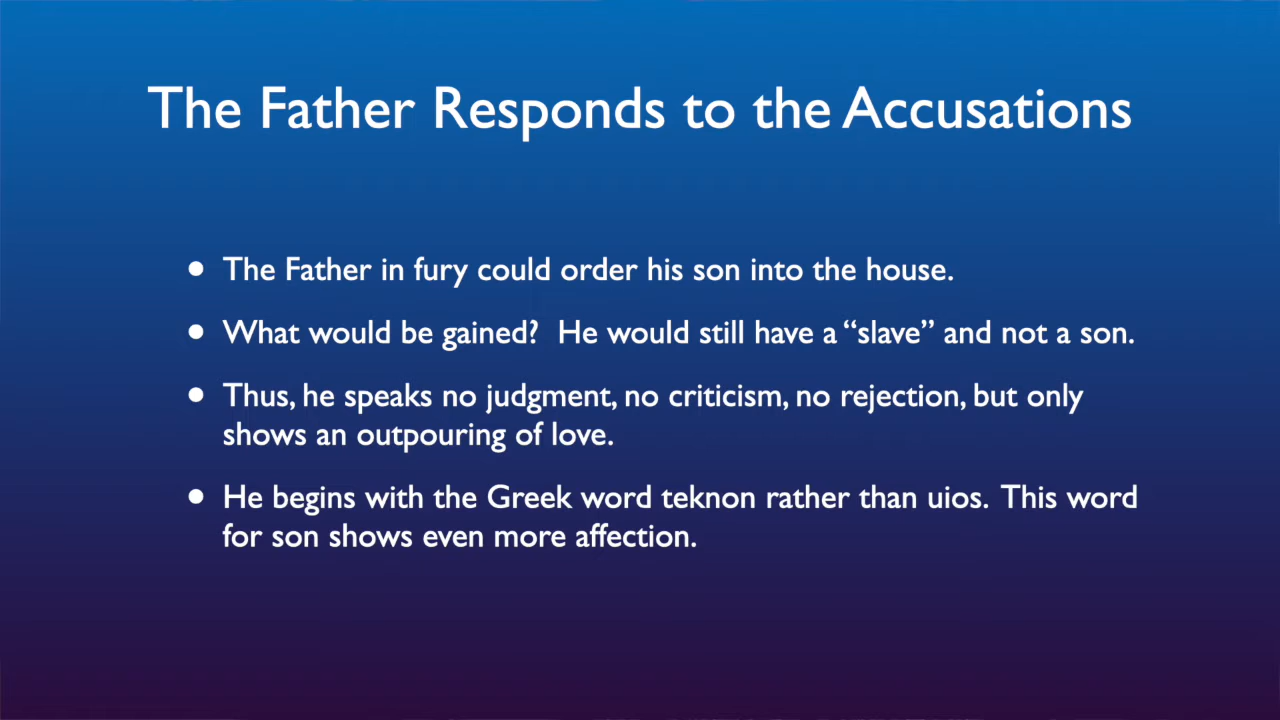 The Father Responds to the Accusations
• The Father in fury could order his son into the house.
• What would be gained?  He would still have a “slave” and not a son.
• Thus, he speaks no judgment, no criticism, no rejection, but only
shows an outpouring of love.
• He begins with the Greek word teknon rather than uios.  This word
for son shows even more affection.